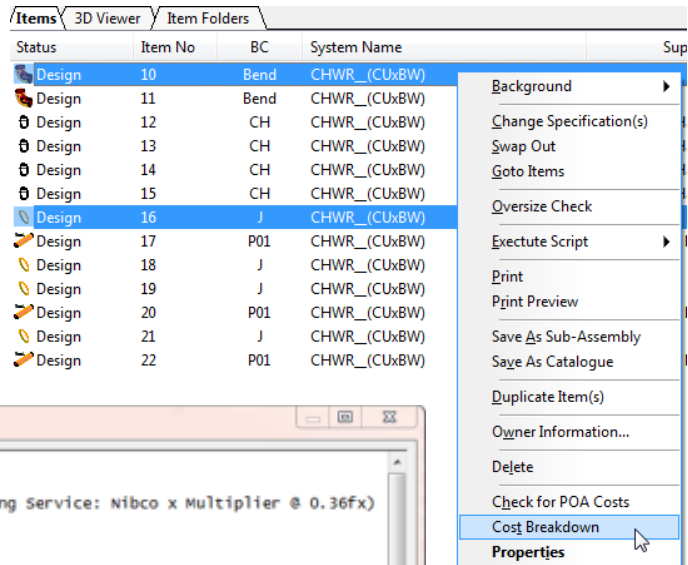 Items 3D Viewer Item Folders
Status Item No BC System Name Sup
Design 10 Bend CHWR__(CUxBW)
Design 11 Bend CHWR__(CUxBW)
Design 12 CH CHWR__(CUxBW)
Design 13 CH CHWR__(CUxBW)
Design 14 CH CHWR__(CUxBW)
Design 15 CH CHWR__(CUxBW)
Design 16 J CHWR__(CUxBW)
Design 17 P01 CHWR__(CUxBW)
Design 18 J CHWR__(CUxBW)
Design 19 J CHWR__(CUxBW)
Design 20 P01 CHWR__(CUxBW)
Design 21 J CHWR__(CUxBW)
Design 22 P01 CHWR__(CUxBW)
Background
Change Specification(s)
Swap Out
Goto Items
Oversize Check
Exectute Script
Print
Print Preview
Save As Sub-Assembly
Save As Catalogue
Duplicate Item(s)
Owner Information...
Delete
Check for POA Costs
Cost Breakdown
Properties
ng Service: Nibco x Multiplier @ 0.36fx)